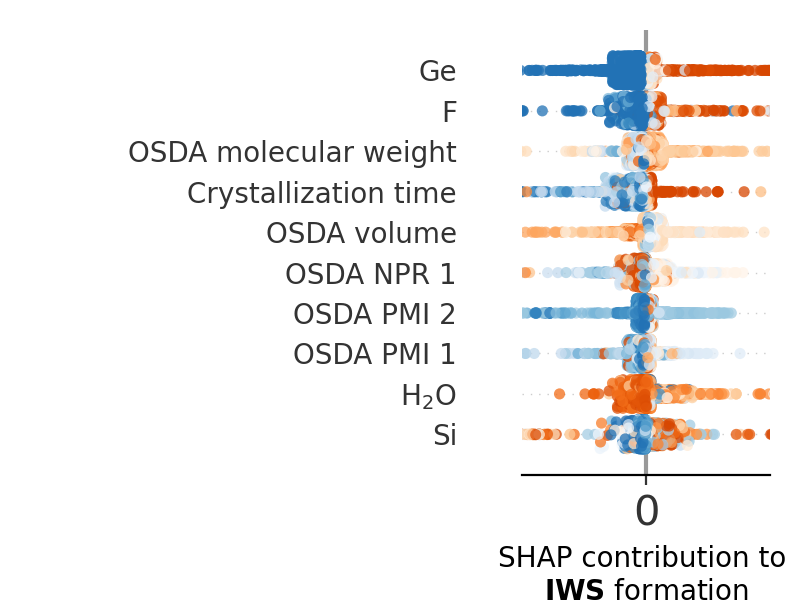 Ge
F
OSDA molecular weight
Crystallization time
OSDA volume
OSDA NPR 1
OSDA PMI 2
OSDA PMI 1
H₂O
Si
0
SHAP contribution to
IWS formation